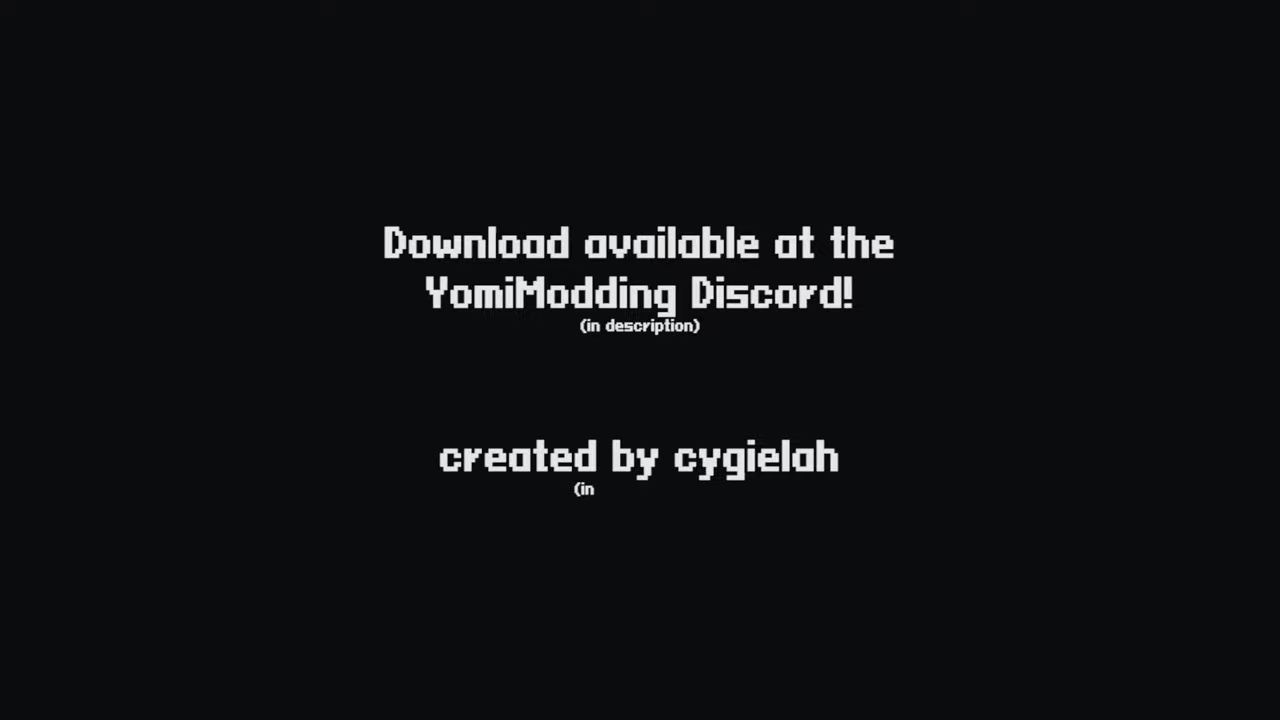 Download available at the
YomiModding Discord!
(in description)
created by cygielah
(in